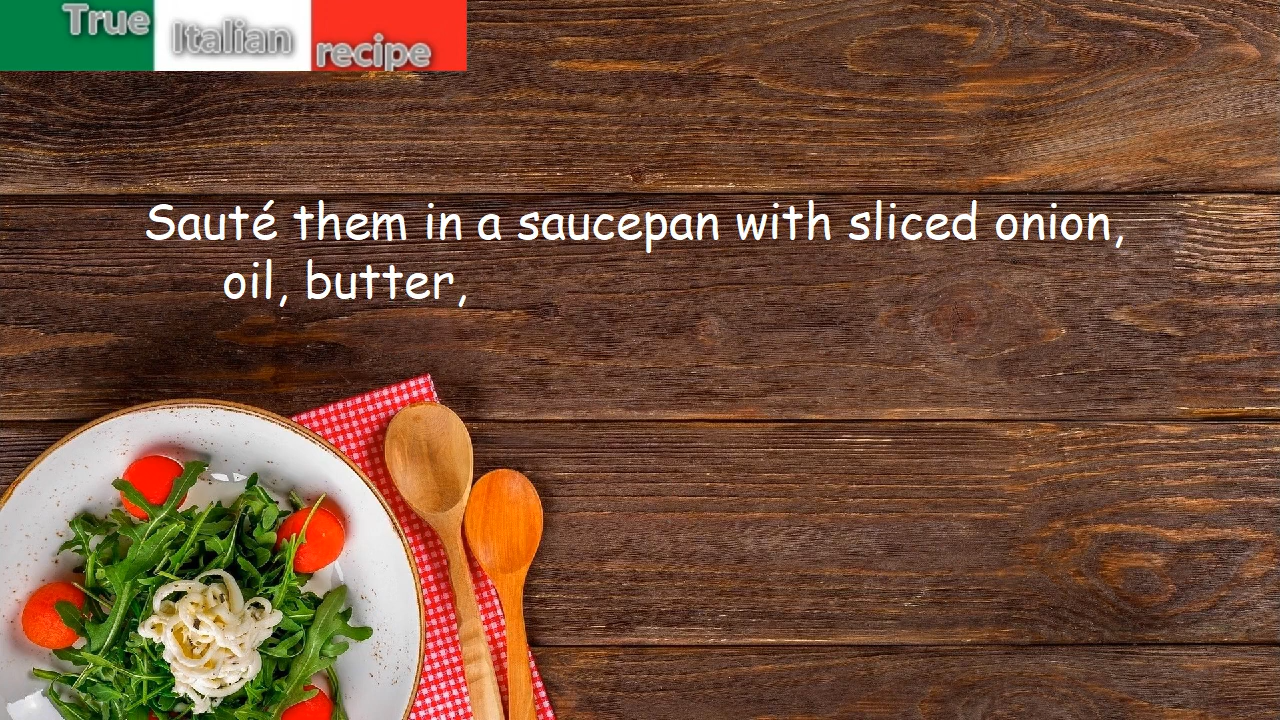 True Italian recipe
Sauté them in a saucepan with sliced onion,
oil, butter,